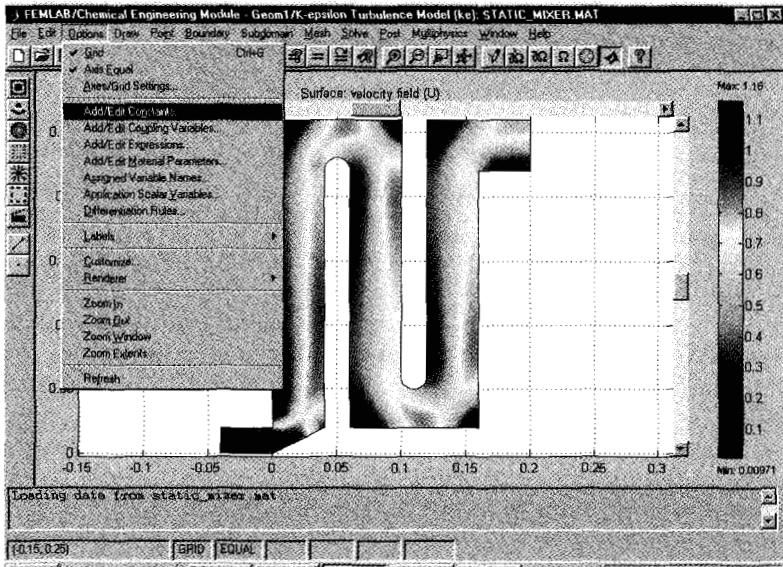 FEMLAB/Chemical Engineering Module - Geom1/K-epsilon Turbulence Model (ke): STATIC_MIXER.MAT
File Edit Options Draw Point Boundary Subdomain Mesh Solve Post Multiphysics Window Help
Grid Ctrl+G
Axis Equal
Axes/Grid Settings...
Add/Edit Constants...
Add/Edit Coupling Variables...
Add/Edit Expressions...
Add/Edit Material Parameters...
Assigned Variable Names...
Application Scalar Variables...
Differentiation Rules...
Labels
Customize...
Renderer
Zoom In
Zoom Out
Zoom Window
Zoom Extents
Refresh
Surface: velocity field (U)
Max: 1.16
1.1
1
0.9
0.8
0.7
0.6
0.5
0.4
0.3
0.2
0.1
Min: 0.00971
0
-0.15 -0.1 -0.05 0 0.05 0.1 0.15 0.2 0.25 0.3
Loading data from static_mixer.mat...
(-0.15, 0.25) GRID EQUAL